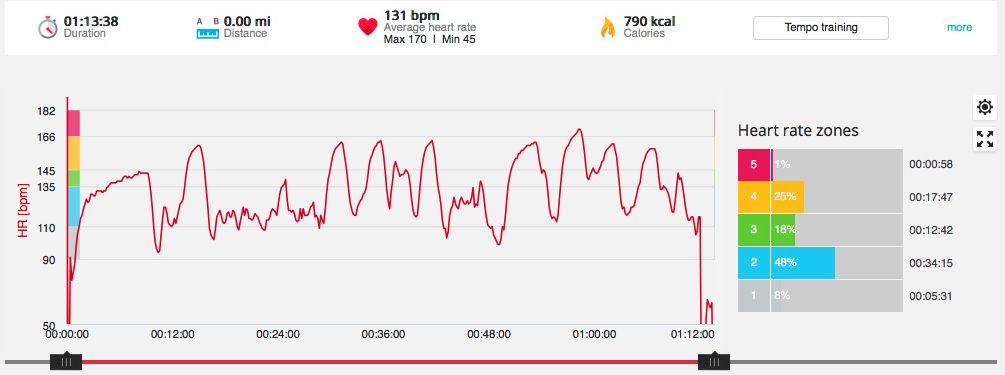 01:13:38
Duration
A B
0.00 mi
Distance
131 bpm
Average heart rate
Max 170 | Min 45
790 kcal
Calories
Tempo training
more
HR [bpm]
182
166
145
135
110
90
50
00:00:00 00:12:00 00:24:00 00:36:00 00:48:00 01:00:00 01:12:00
Heart rate zones
5 1% 00:00:58
4 25% 00:17:47
3 18% 00:12:42
2 48% 00:34:15
1 8% 00:05:31